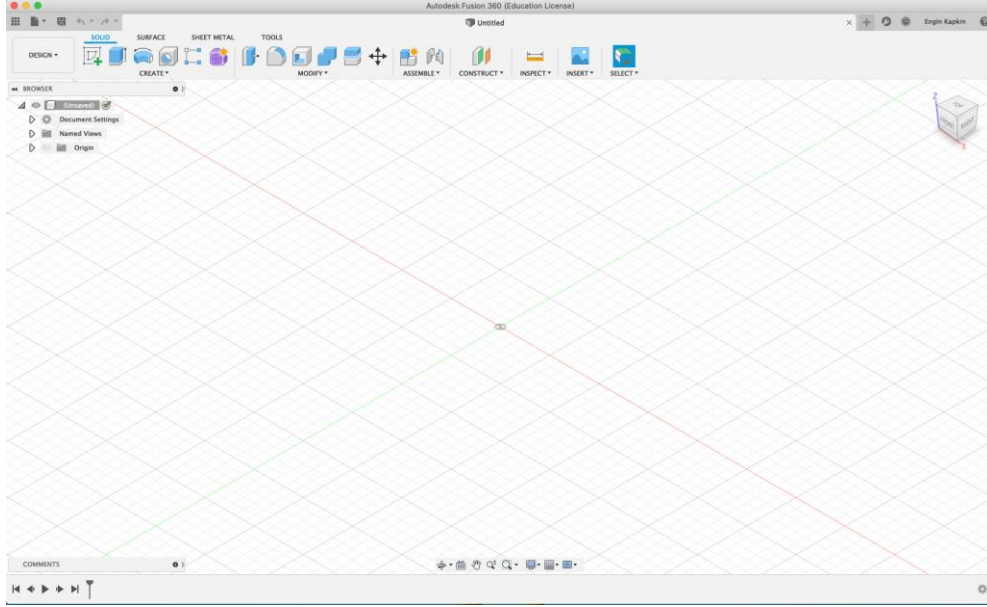 Autodesk Fusion 360 (Education License)
Untitled
Engin Kapkin
SOLID SURFACE SHEET METAL TOOLS
DESIGN
CREATE MODIFY ASSEMBLE CONSTRUCT INSPECT INSERT SELECT
BROWSER
(Unsaved)
Document Settings
Named Views
Origin
Z
TOP
FRONT RIGHT
X
COMMENTS